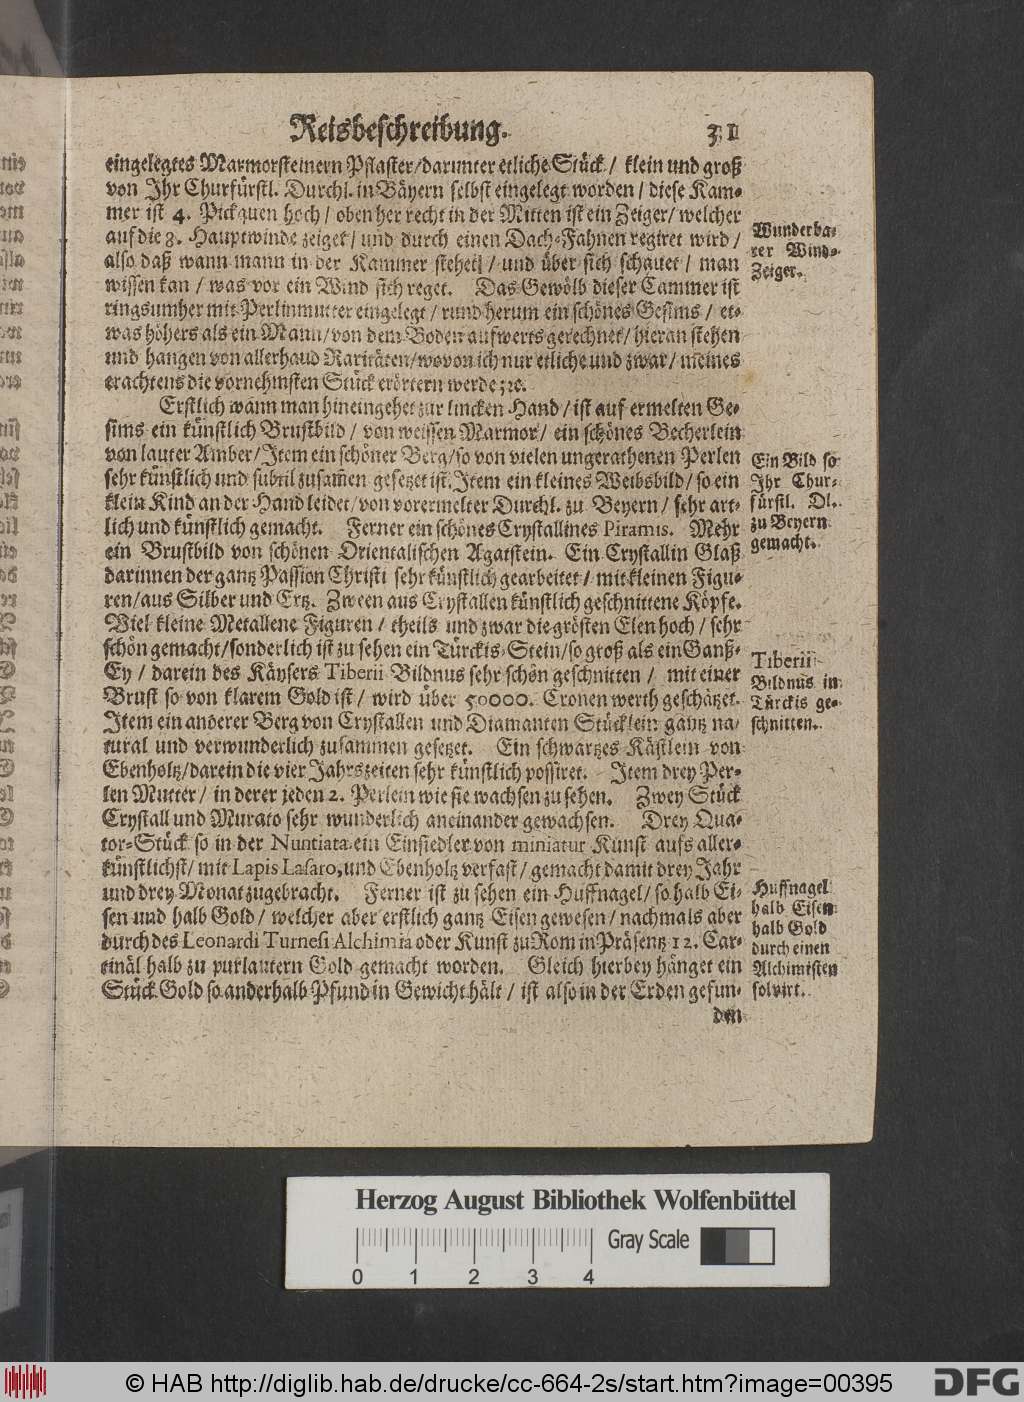 Reisbeschreibung. 31
eingelegtes Marmorsteinern Pflaster/darunter etliche Stück / klein und groß
von Ihr Churfürstl. Durchl. in Bäyern selbst eingelegt worden / diese Kam-
mer ist 4. Pickquen hoch / oben her recht in der Mitten ist ein Zeiger/ welcher
auf die 8. Hauptwinde zeiget/ und durch einen Dach-Fahnen regiret wird /
also daß wann mann in der Kammer stehett / und über sich schauet / man
wissen kan / was vor ein Wind sich reget. Das Gewölb dieser Cammer ist
ringsumher mit Perlinmutter eingelegt / rund herum ein schönes Gesims / et-
was höhers als ein Mann/von dem Boden aufwerts gerechnet/hieran stehen
und hangen von allerhand Raritäten/wovon ich nur etliche und zwar/ meines
erachtens die vornehmsten Stück erörtern werde ꝛc.
Wunderba-
rer Wind-
Zeiger.
Erstlich wann man hineingehet zur lincken Hand / ist auf ermelten Ge-
sims ein künstlich Brustbild / von weissen Marmor/ ein schönes Becherlein
von lauter Amber/Item ein schöner Berg/so von vielen ungerathenen Perlen
sehr künstlich und subtil zusam̃en gesetzet ist. Item ein kleines Weibsbild/ so ein
klein Kind an der Hand leidet/von vorermelter Durchl. zu Beyern/ sehr art-
lich und künstlich gemacht. Ferner ein schönes Crystallines Piramis. Mehr
ein Brustbild von schönen Orientalischen Agatstein. Ein Crystallin Glaß
darinnen der gantz Passion Christi sehr künstlich gearbeitet/ mit kleinen Figu-
ren/aus Silber und Ertz. Zween aus Crystallen künstlich geschnittene Köpfe.
Viel kleine Metallene Figuren / theils und zwar die grösten Elen hoch / sehr
schön gemacht/sonderlich ist zu sehen ein Türckis-Stein/so groß als ein Ganß-
Ey / darein des Käysers Tiberii Bildnus sehr schön geschnitten / mit einer
Brust so von klarem Gold ist / wird über 50000. Cronen werth geschätzet.
Item ein anderer Berg von Crystallen und Diamanten Stücklein gantz na-
tural und verwunderlich zusammen gesetzet. Ein schwartzes Kästlein von
Ebenholtz/darein die vier Jahrszeiten sehr künstlich possiret. Item drey Per-
len Mutter / in derer jeden 2. Perlein wie sie wachsen zu sehen. Zwey Stück
Crystall und Murato sehr wunderlich aneinander gewachsen. Drey Qua-
tor-Stück so in der Nuntiata ein Einsiedler von miniatur Kunst aufs aller-
künstlichst/ mit Lapis Lasaro, und Ebenholtz verfast / gemacht damit drey Jahr
und drey Monat zugebracht. Ferner ist zu sehen ein Huffnagel/ so halb Ei-
sen und halb Gold / welcher aber erstlich gantz Eisen gewesen/ nachmals aber
durch des Leonardi Turnesi Alchimia oder Kunst zu Rom in Präsentz 12. Car-
einäl halb zu purlautern Gold gemacht worden. Gleich hierbey hänget ein
Stück Gold so anderhalb Pfund in Gewicht hält / ist also in der Erden gefun-
den
Ein Bild so
Ihr Chur-
fürstl. Dl.
zu Beyern
gemacht.
Tiberii
Bildnus in
Türckis ge-
schnitten.
Huffnagel
halb Eisen
halb Gold
durch einen
Alchimisten
solvirt.
Herzog August Bibliothek Wolfenbüttel
Gray Scale
0 1 2 3 4
© HAB http://diglib.hab.de/drucke/cc-664-2s/start.htm?image=00395
DFG